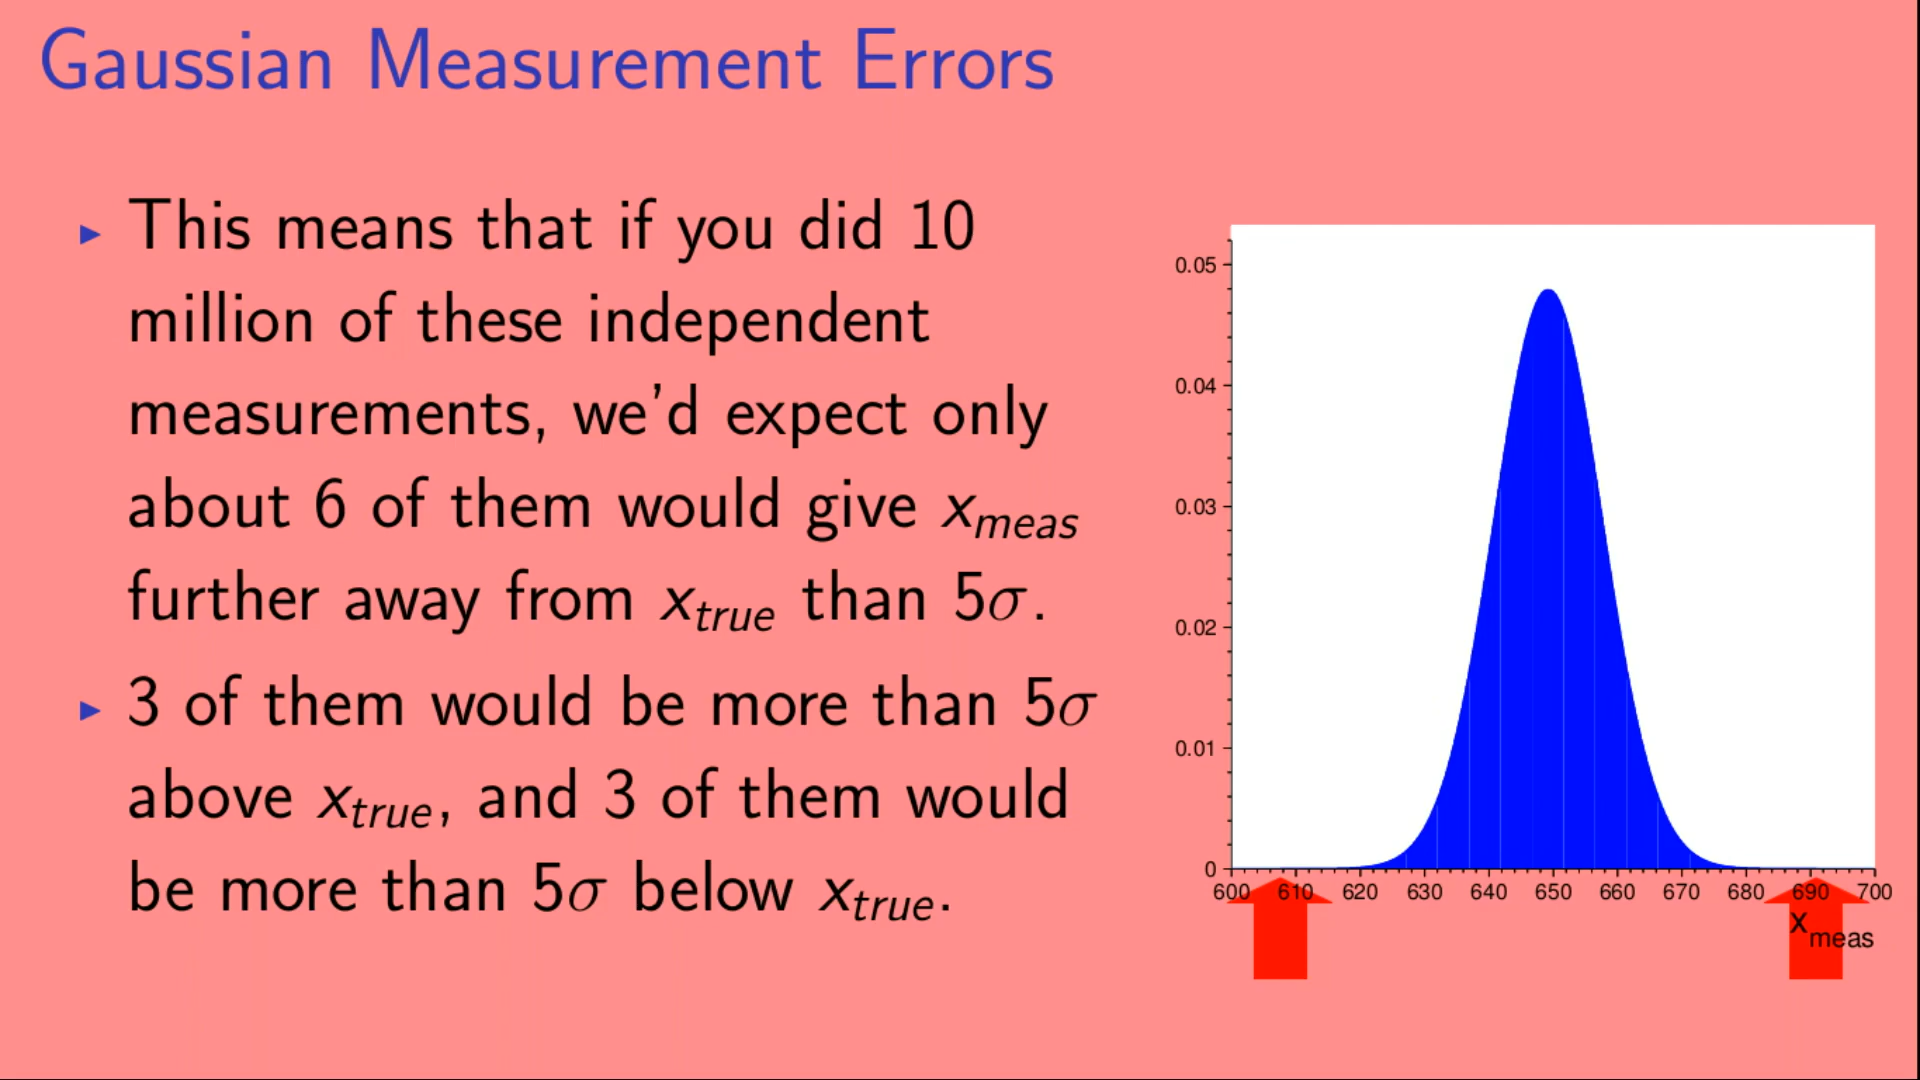 Gaussian Measurement Errors
▸ This means that if you did 10
million of these independent
measurements, we'd expect only
about 6 of them would give x_meas
further away from x_true than 5σ.
▸ 3 of them would be more than 5σ
above x_true, and 3 of them would
be more than 5σ below x_true.
0.05
0.04
0.03
0.02
0.01
0
600 610 620 630 640 650 660 670 680 690 700
x_meas